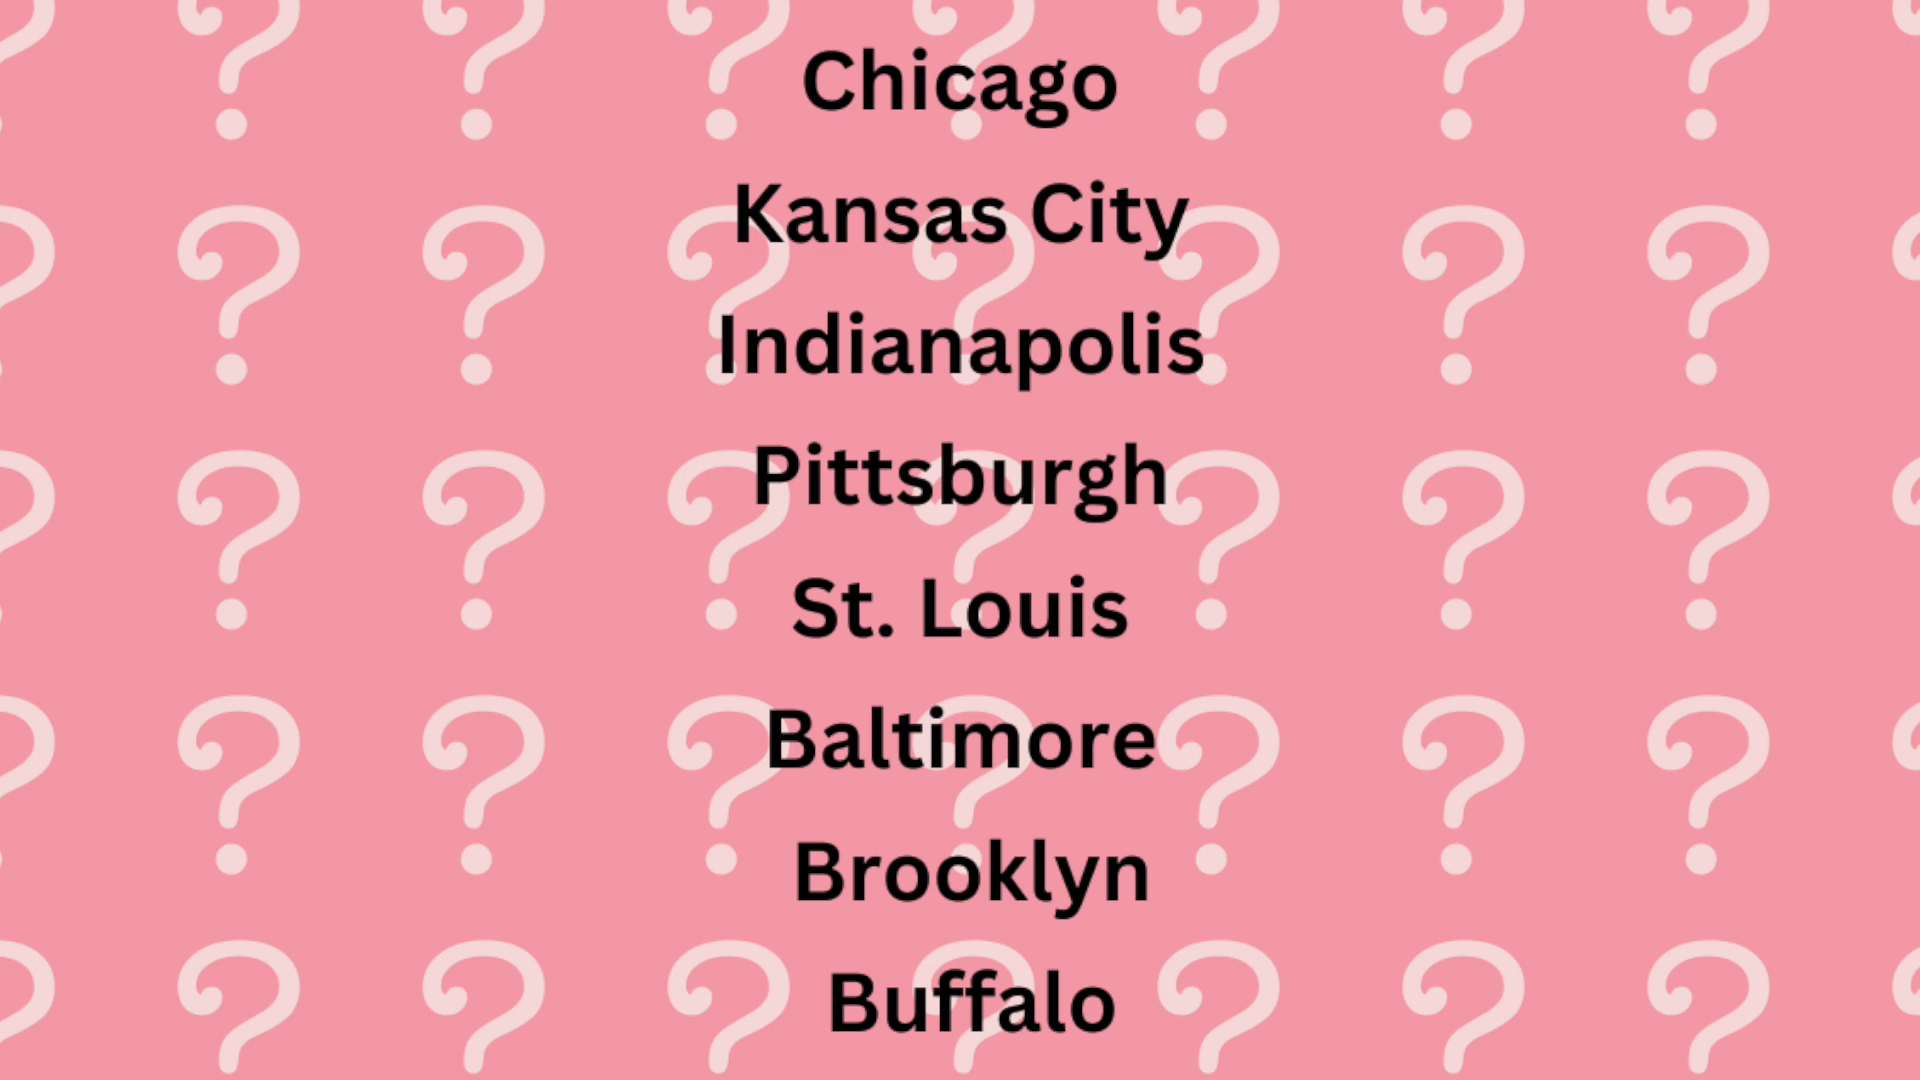 Chicago
Kansas City
Indianapolis
Pittsburgh
St. Louis
Baltimore
Brooklyn
Buffalo